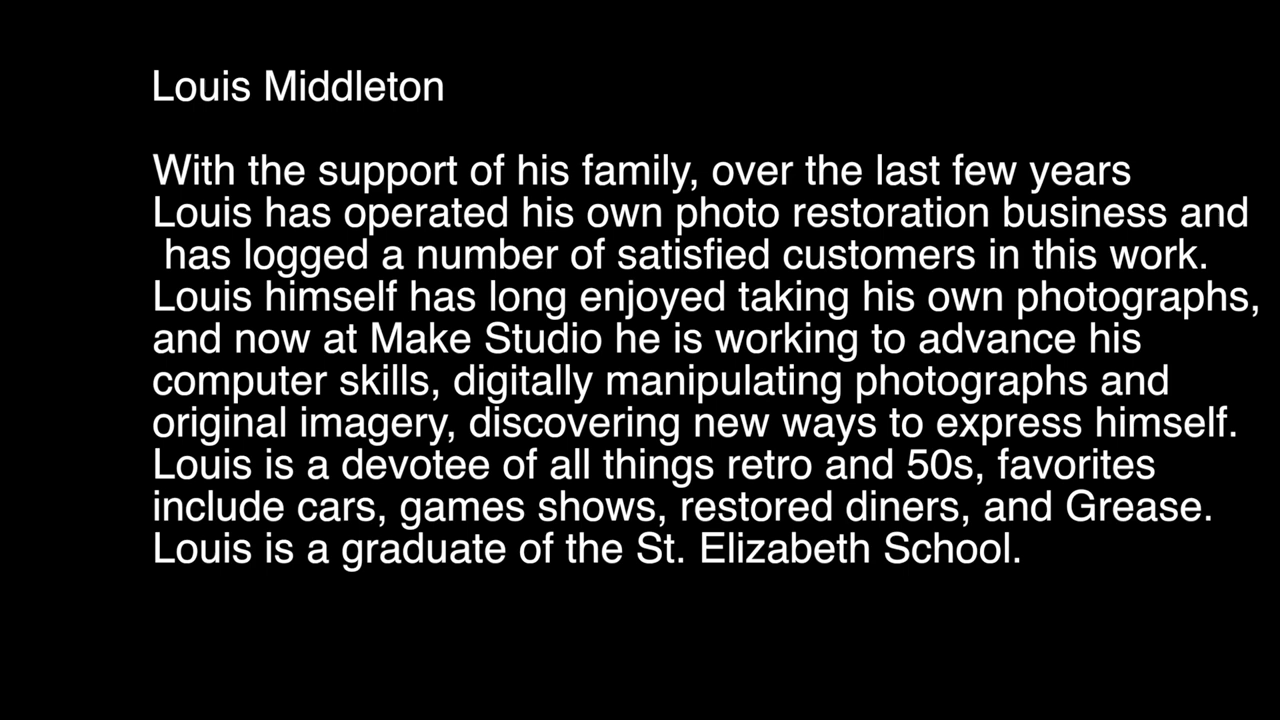 Louis Middleton
With the support of his family, over the last few years
Louis has operated his own photo restoration business and
has logged a number of satisfied customers in this work.
Louis himself has long enjoyed taking his own photographs,
and now at Make Studio he is working to advance his
computer skills, digitally manipulating photographs and
original imagery, discovering new ways to express himself.
Louis is a devotee of all things retro and 50s, favorites
include cars, games shows, restored diners, and Grease.
Louis is a graduate of the St. Elizabeth School.